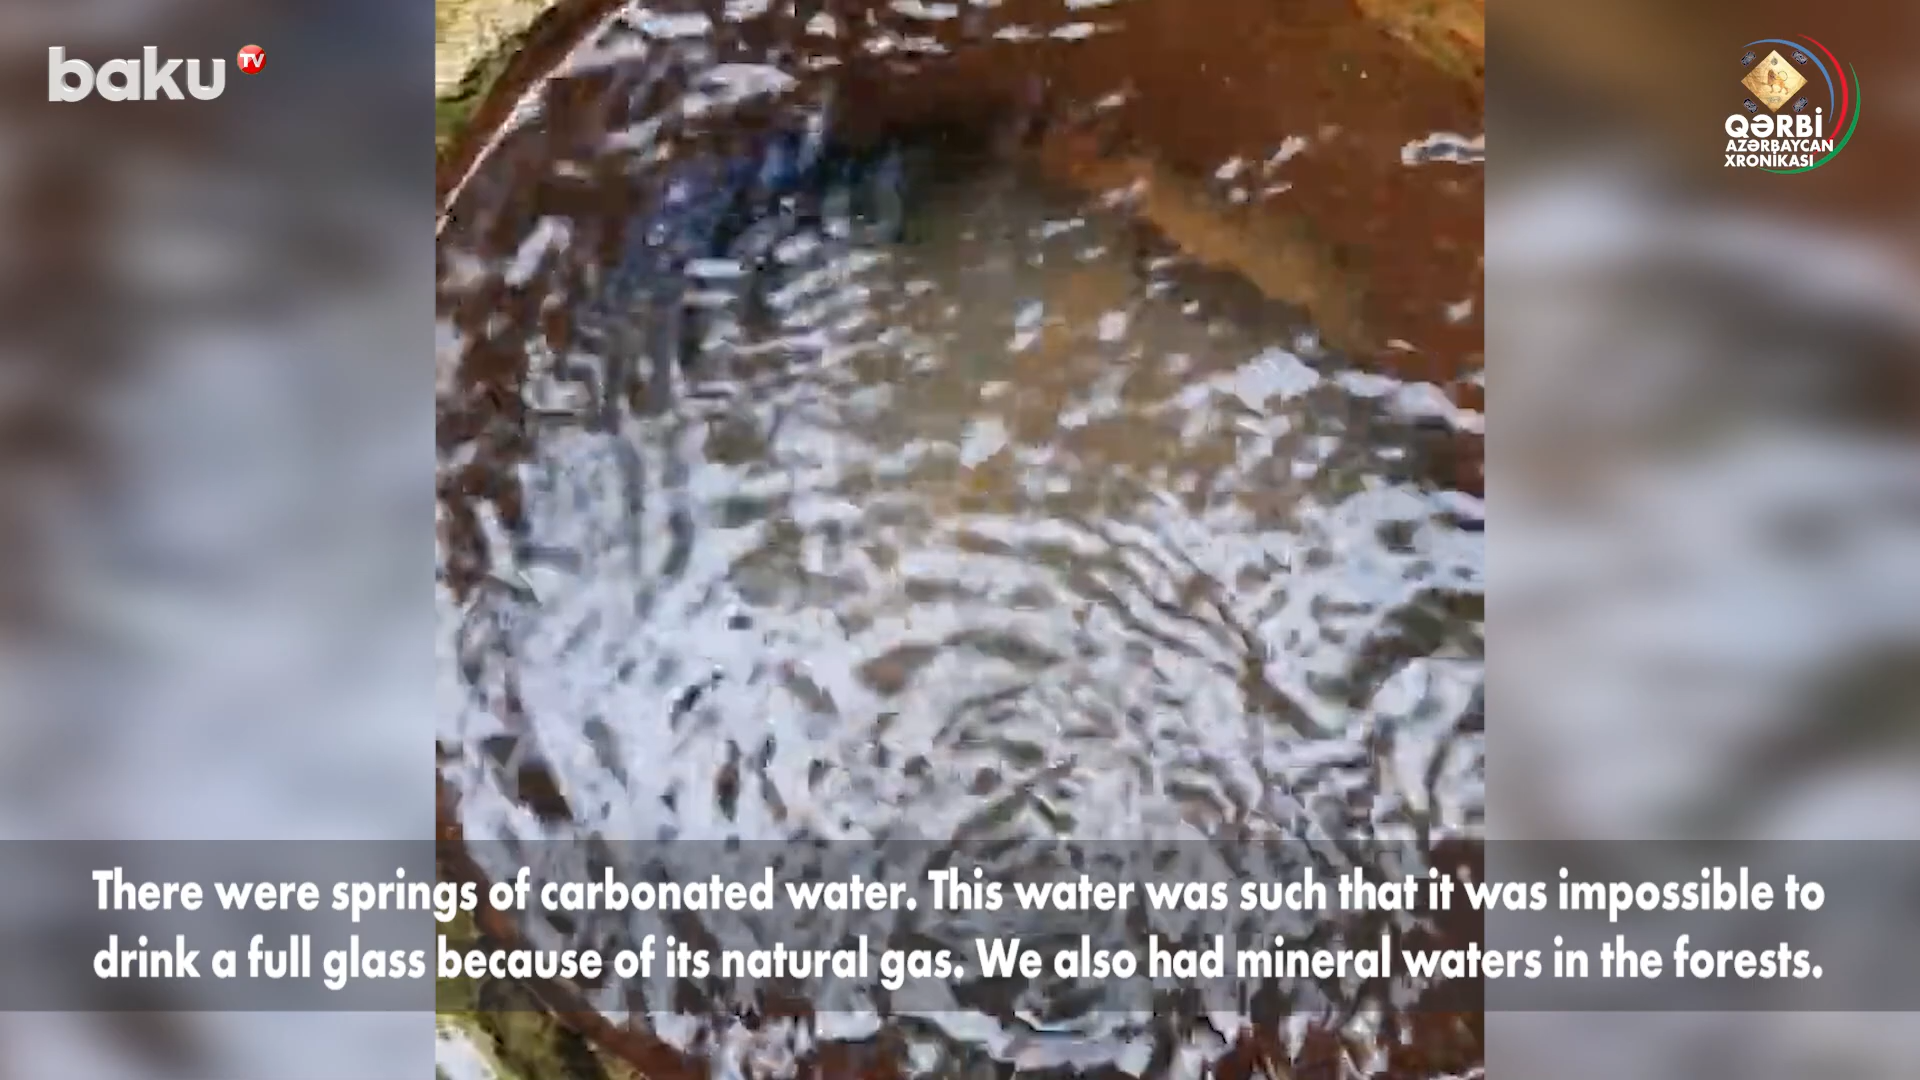 baku TV
QƏRBİ
AZƏRBAYCAN
XRONİKASI
There were springs of carbonated water. This water was such that it was impossible to
drink a full glass because of its natural gas. We also had mineral waters in the forests.